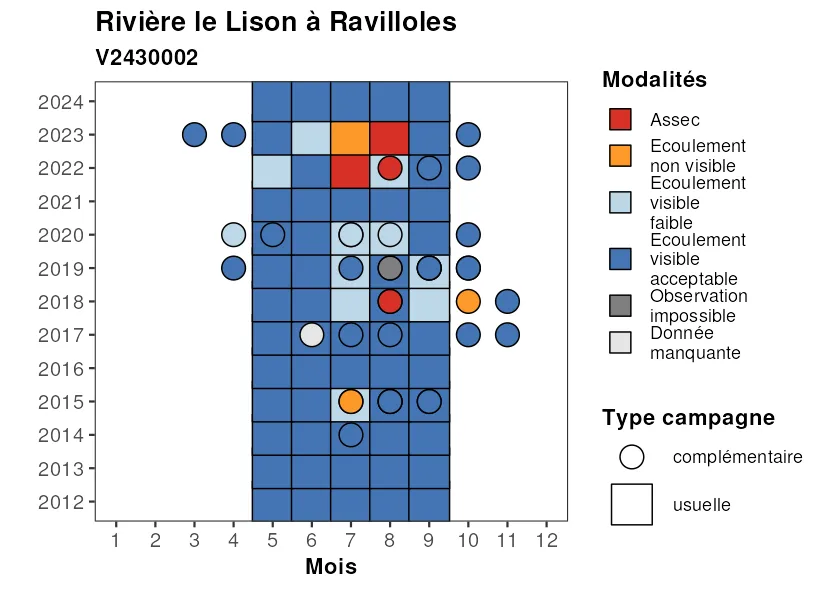 Rivière le Lison à Ravilloles
V2430002
2024
2023
2022
2021
2020
2019
2018
2017
2016
2015
2014
2013
2012
1 2 3 4 5 6 7 8 9 10 11 12
Mois
Modalités
Assec
Ecoulement
non visible
Ecoulement
visible
faible
Ecoulement
visible
acceptable
Observation
impossible
Donnée
manquante
Type campagne
complémentaire
usuelle